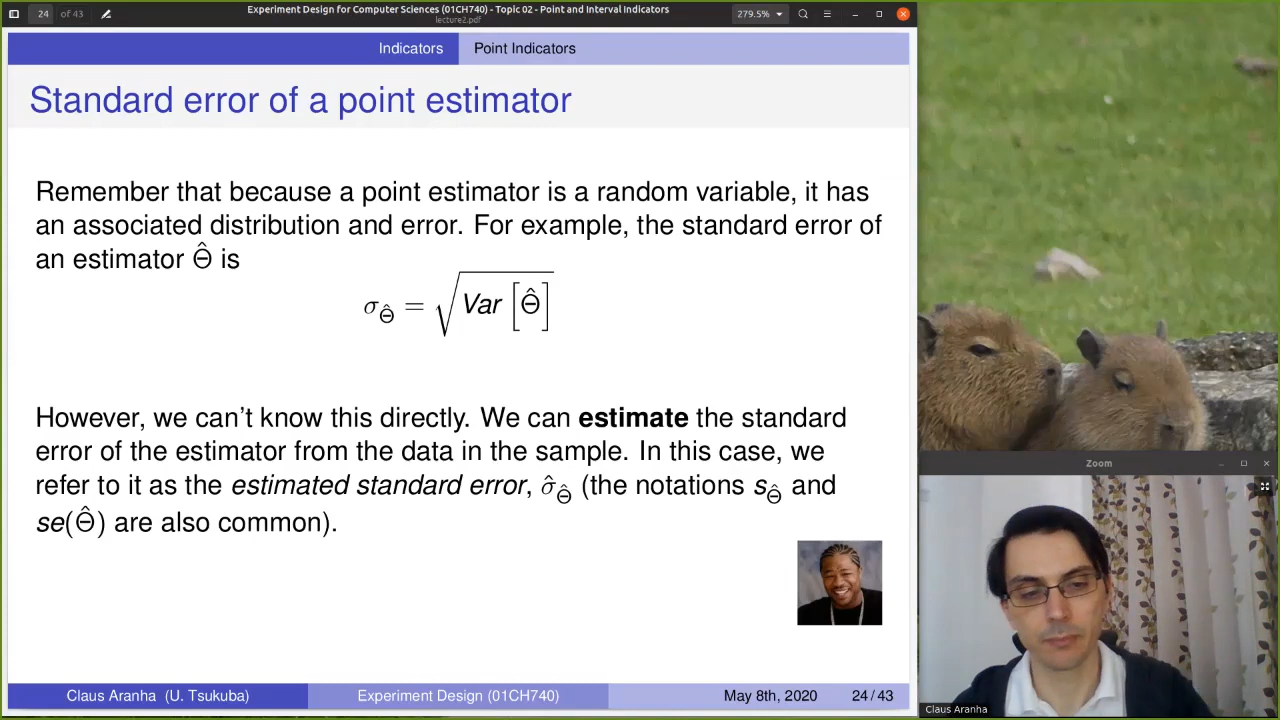 24 of 43
Experiment Design for Computer Sciences (01CH740) - Topic 02 - Point and Interval Indicators
lecture2.pdf
279.5%
Indicators
Point Indicators
Standard error of a point estimator
Remember that because a point estimator is a random variable, it has
an associated distribution and error. For example, the standard error of
an estimator Θ̂ is
σ_Θ̂ = √Var [Θ̂]
However, we can't know this directly. We can estimate the standard
error of the estimator from the data in the sample. In this case, we
refer to it as the estimated standard error, σ̂_Θ̂ (the notations s_Θ̂ and
se(Θ̂) are also common).
Claus Aranha (U. Tsukuba)
Experiment Design (01CH740)
May 8th, 2020
24 / 43
Zoom
Claus Aranha